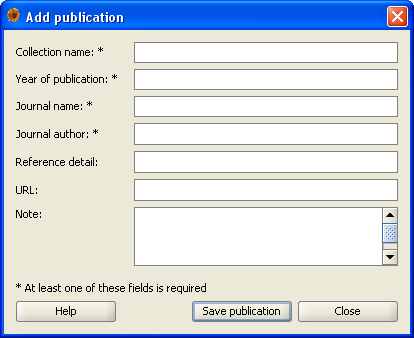 Add publication
Collection name: *
Year of publication: *
Journal name: *
Journal author: *
Reference detail:
URL:
Note:
* At least one of these fields is required
Help Save publication Close